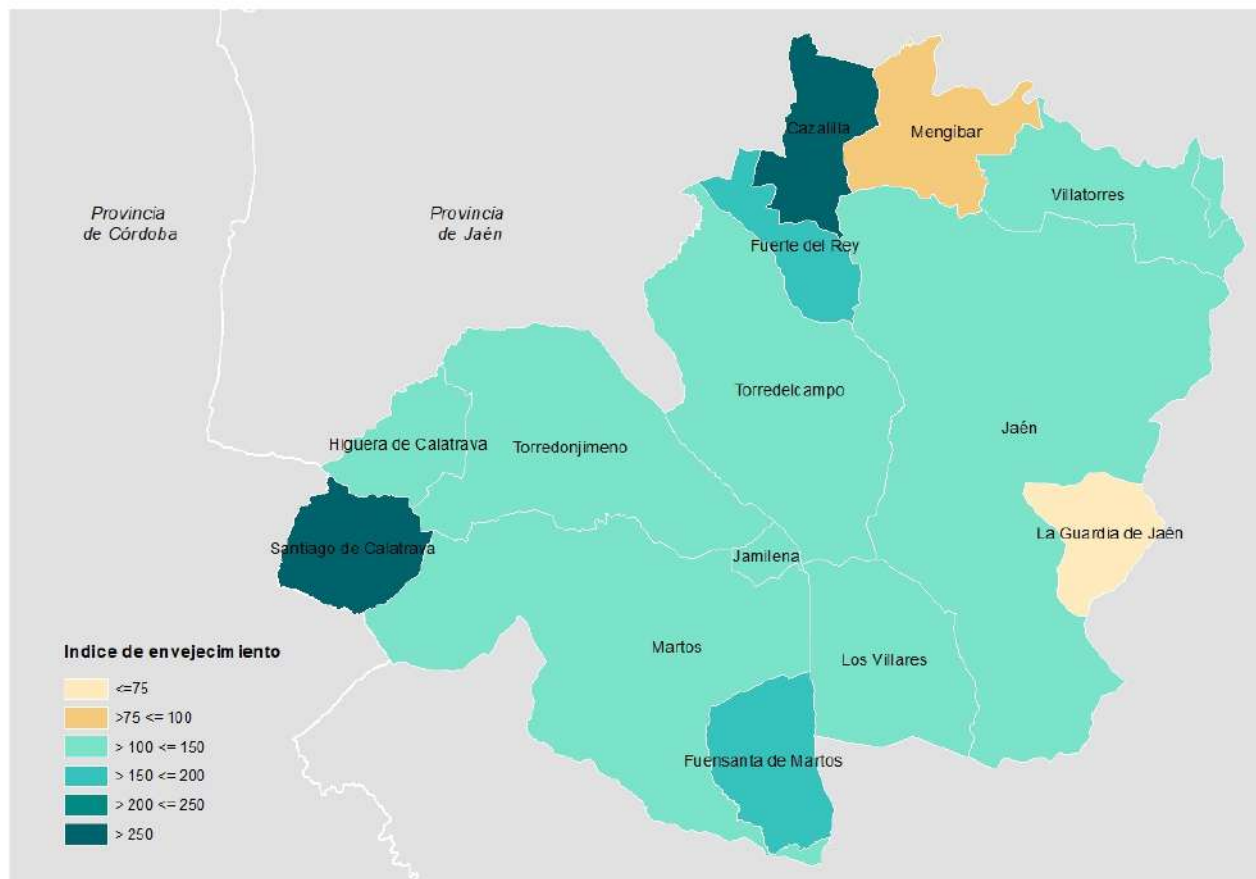 Cazalilla
Mengíbar
Villatorres
Provincia
de Córdoba
Provincia
de Jaén
Fuerte del Rey
Torredelcampo
Jaén
Higuera de Calatrava
Torredonjimeno
La Guardia de Jaén
Santiago de Calatrava
Jamilena
Martos
Los Villares
Fuensanta de Martos
Indice de envejecimiento
<=75
>75 <= 100
> 100 <= 150
> 150 <= 200
> 200 <= 250
> 250